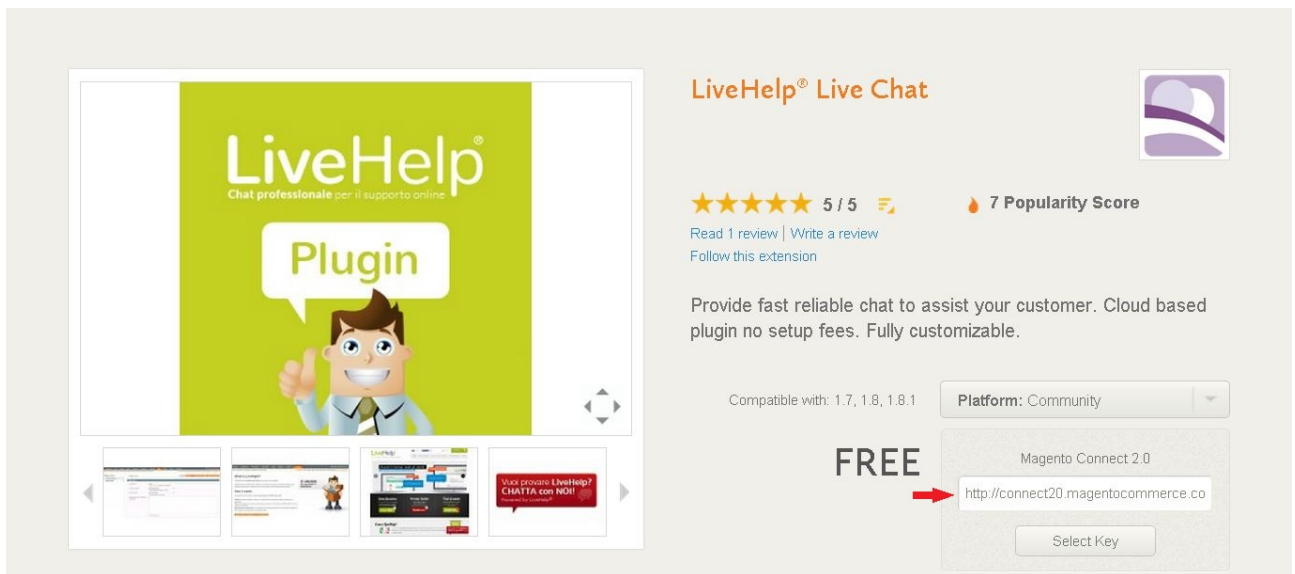 LiveHelp®
Chat professionale per il supporto online
Plugin
Vuoi provare LiveHelp?
CHATTA con NOI!
LiveHelp® Live Chat
5 / 5
7 Popularity Score
Read 1 review | Write a review
Follow this extension
Provide fast reliable chat to assist your customer. Cloud based
plugin no setup fees. Fully customizable.
Compatible with: 1.7, 1.8, 1.8.1
Platform: Community
FREE
Magento Connect 2.0
http://connect20.magentocommerce.co
Select Key